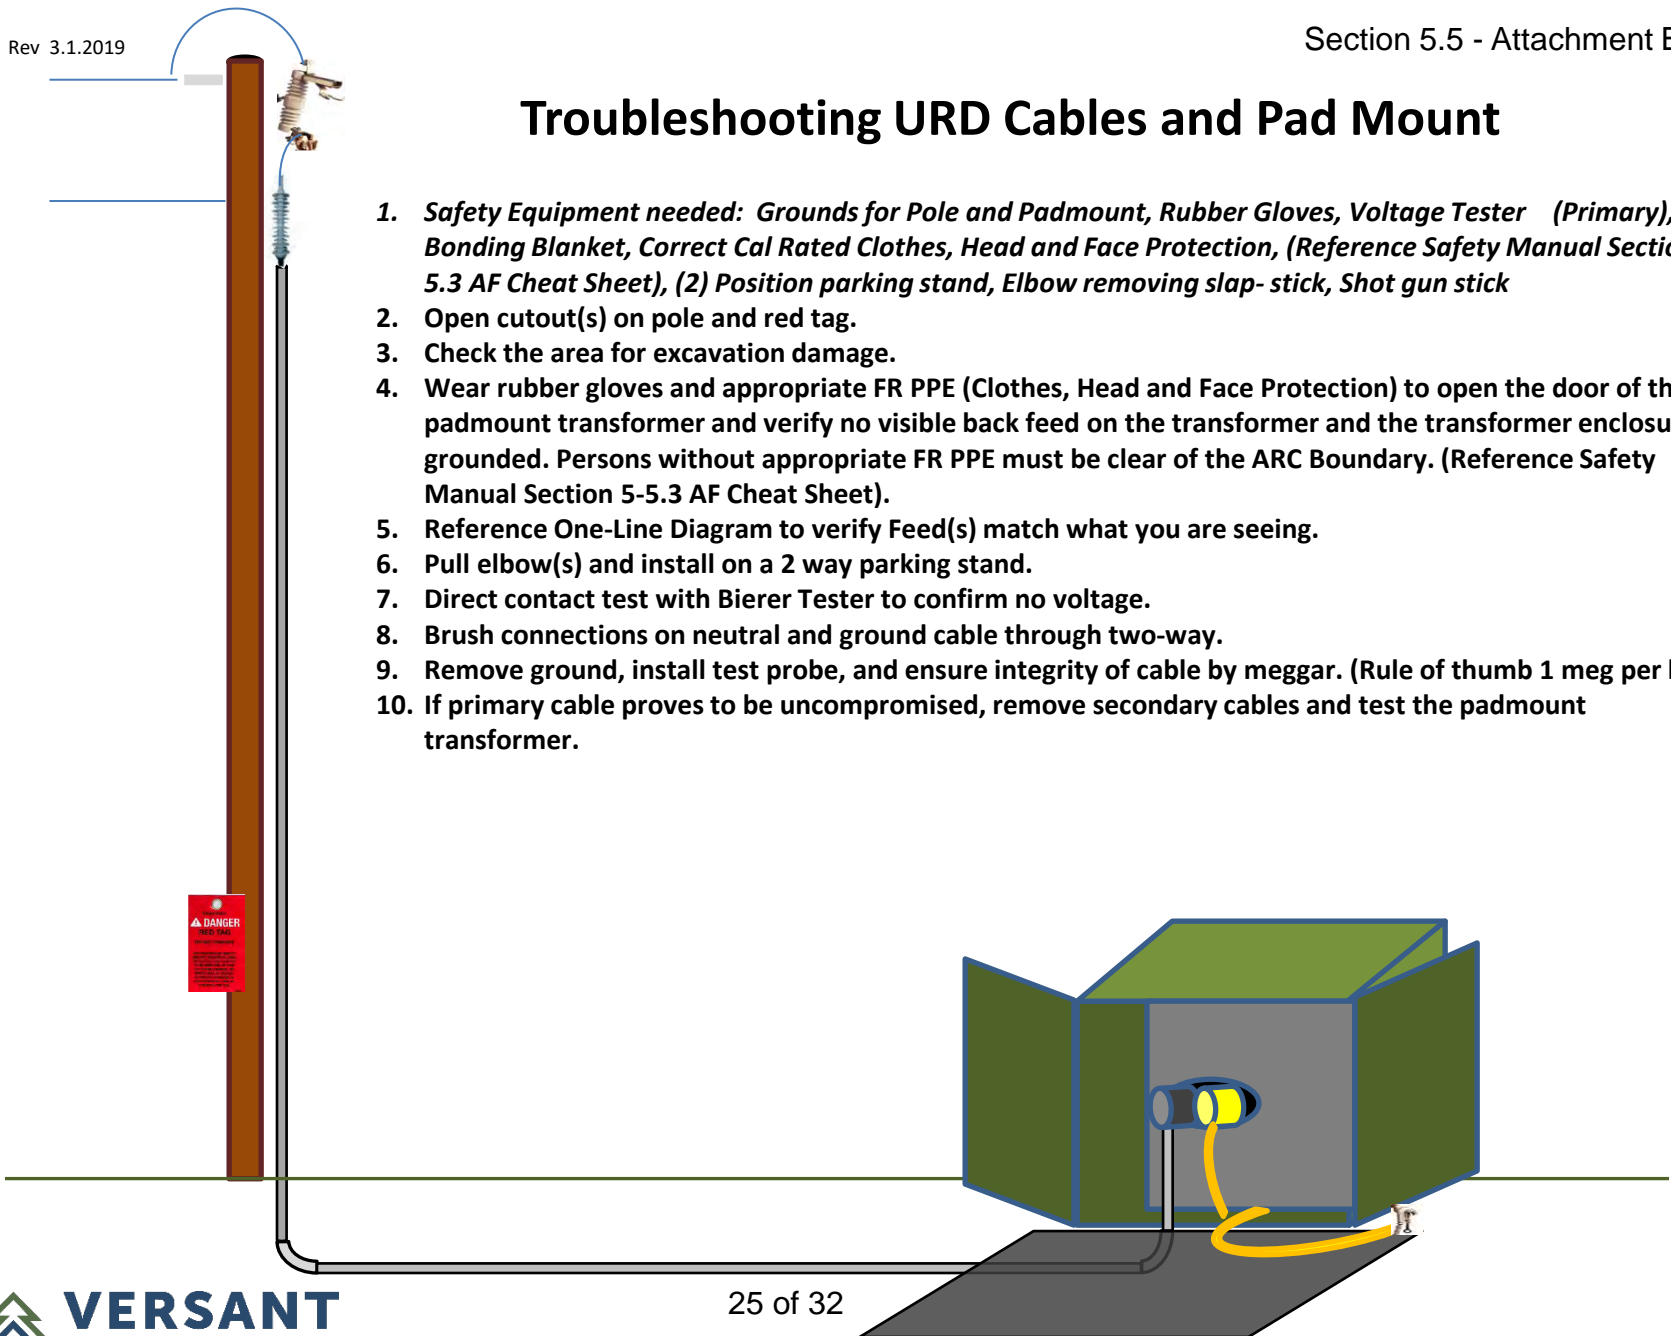 Rev 3.1.2019
Section 5.5 - Attachment E
Troubleshooting URD Cables and Pad Mount
1. Safety Equipment needed: Grounds for Pole and Padmount, Rubber Gloves, Voltage Tester (Primary),
Bonding Blanket, Correct Cal Rated Clothes, Head and Face Protection, (Reference Safety Manual Sectio
5.3 AF Cheat Sheet), (2) Position parking stand, Elbow removing slap- stick, Shot gun stick
2. Open cutout(s) on pole and red tag.
3. Check the area for excavation damage.
4. Wear rubber gloves and appropriate FR PPE (Clothes, Head and Face Protection) to open the door of th
padmount transformer and verify no visible back feed on the transformer and the transformer enclosu
grounded. Persons without appropriate FR PPE must be clear of the ARC Boundary. (Reference Safety
Manual Section 5-5.3 AF Cheat Sheet).
5. Reference One-Line Diagram to verify Feed(s) match what you are seeing.
6. Pull elbow(s) and install on a 2 way parking stand.
7. Direct contact test with Bierer Tester to confirm no voltage.
8. Brush connections on neutral and ground cable through two-way.
9. Remove ground, install test probe, and ensure integrity of cable by meggar. (Rule of thumb 1 meg per
10. If primary cable proves to be uncompromised, remove secondary cables and test the padmount
transformer.
DANGER
RED TAG
VERSANT
25 of 32